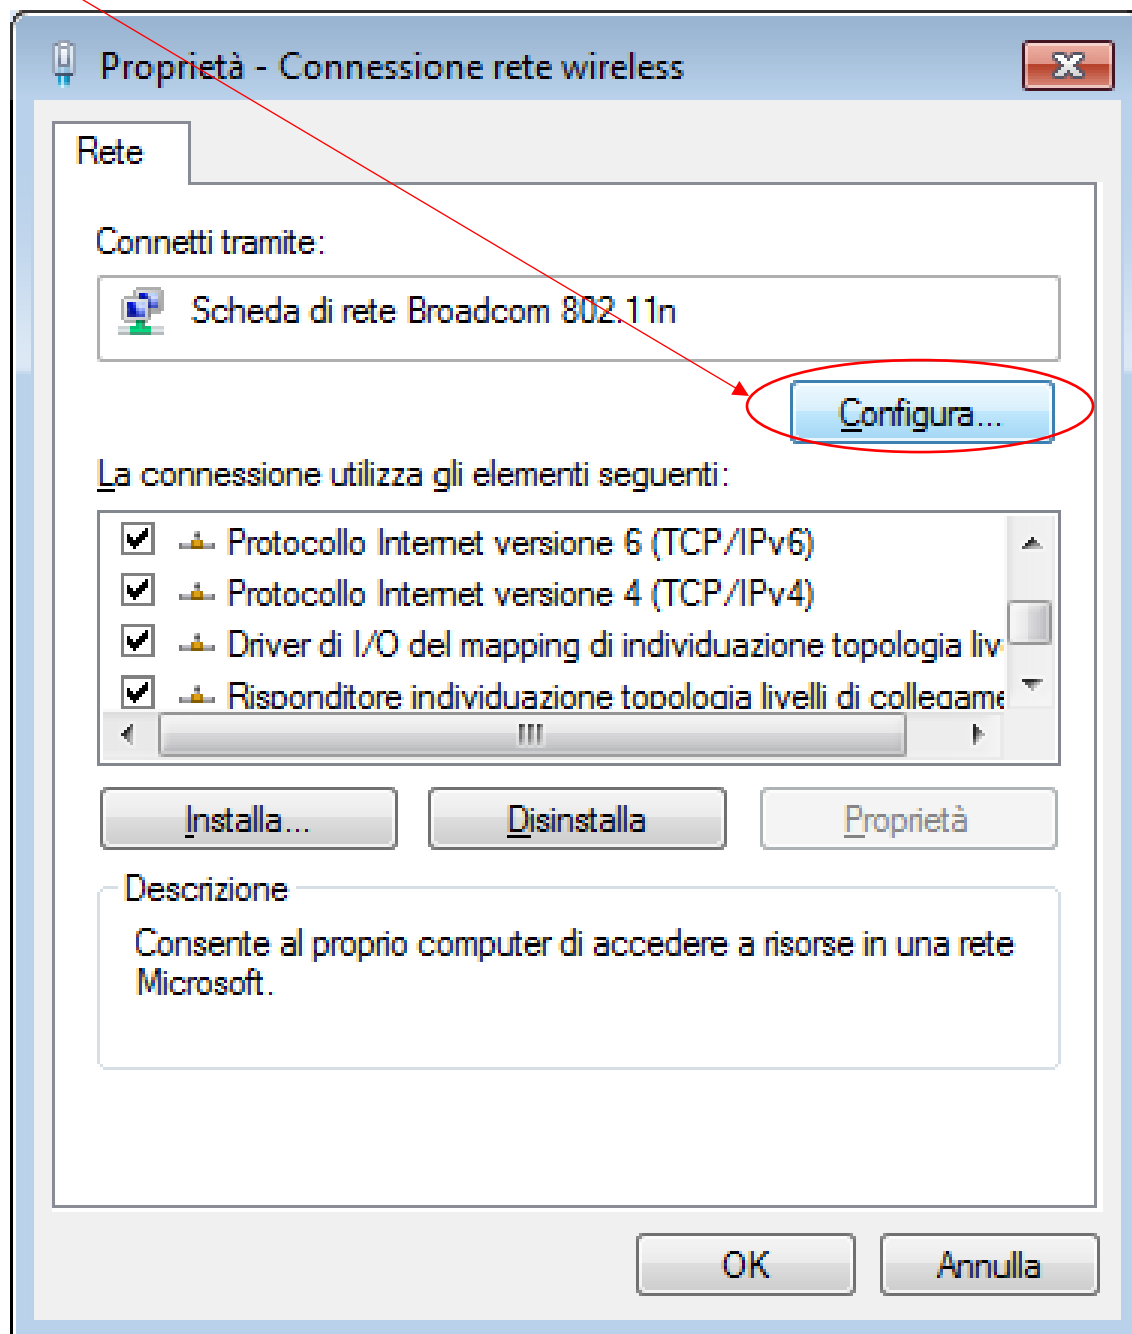 Proprietà - Connessione rete wireless
Rete
Connetti tramite:
Scheda di rete Broadcom 802.11n
Configura...
La connessione utilizza gli elementi seguenti:
Protocollo Internet versione 6 (TCP/IPv6)
Protocollo Internet versione 4 (TCP/IPv4)
Driver di I/O del mapping di individuazione topologia liv
Risponditore individuazione topologia livelli di collegame
Installa...
Disinstalla
Proprietà
Descrizione
Consente al proprio computer di accedere a risorse in una rete
Microsoft.
OK
Annulla